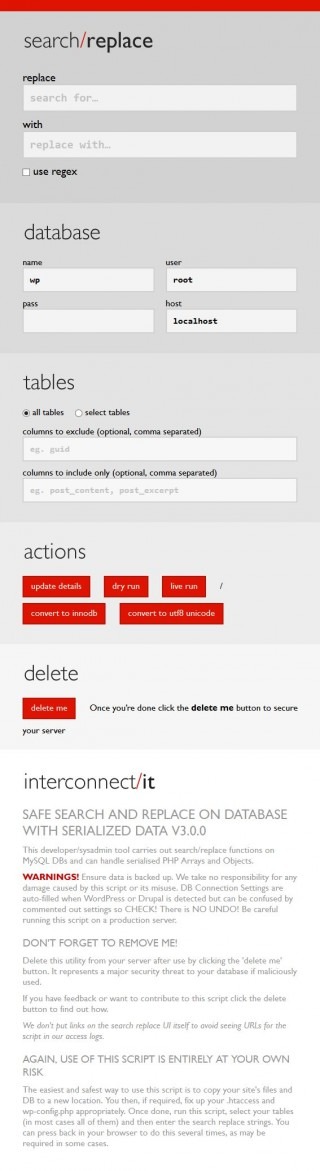 search/replace
replace
search for…
with
replace with…
use regex
database
name user
wp root
pass host
localhost
tables
all tables select tables
columns to exclude (optional, comma separated)
eg. guid
columns to include only (optional, comma separated)
eg. post_content, post_excerpt
actions
update details dry run live run /
convert to innodb convert to utf8 unicode
delete
delete me Once you're done click the delete me button to secure
your server
interconnect/it
SAFE SEARCH AND REPLACE ON DATABASE
WITH SERIALIZED DATA V3.0.0
This developer/sysadmin tool carries out search/replace functions on
MySQL DBs and can handle serialised PHP Arrays and Objects.
WARNINGS! Ensure data is backed up. We take no responsibility for any
damage caused by this script or its misuse. DB Connection Settings are
auto-filled when WordPress or Drupal is detected but can be confused by
commented out settings so CHECK! There is NO UNDO! Be careful
running this script on a production server.
DON'T FORGET TO REMOVE ME!
Delete this utility from your server after use by clicking the 'delete me'
button. It represents a major security threat to your database if maliciously
used.
If you have feedback or want to contribute to this script click the delete
button to find out how.
We don't put links on the search replace UI itself to avoid seeing URLs for the
script in our access logs.
AGAIN, USE OF THIS SCRIPT IS ENTIRELY AT YOUR OWN
RISK
The easiest and safest way to use this script is to copy your site's files and
DB to a new location. You then, if required, fix up your .htaccess and
wp-config.php appropriately. Once done, run this script, select your tables
(in most cases all of them) and then enter the search replace strings. You
can press back in your browser to do this several times, as may be
required in some cases.